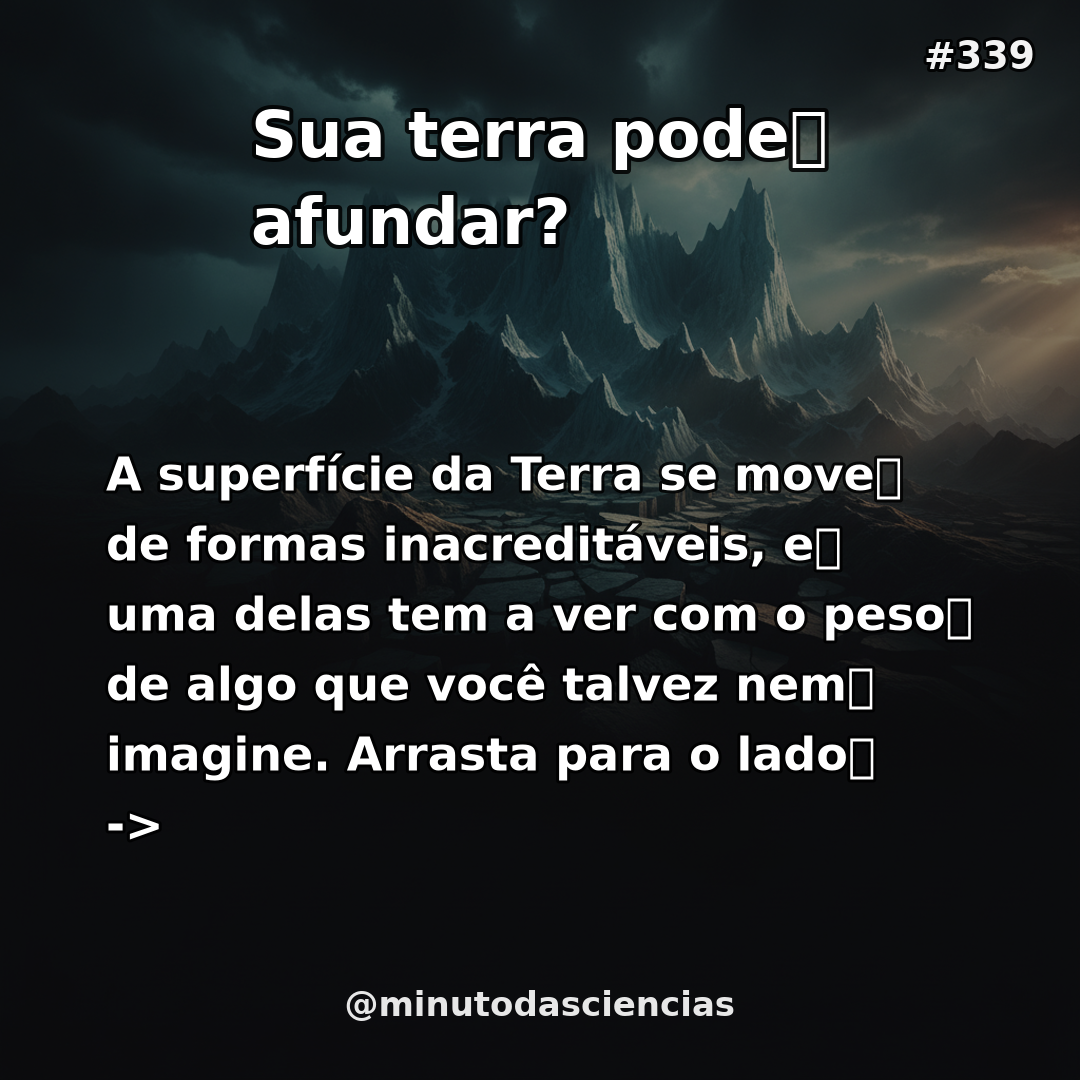 #339
Sua terra pode▯
afundar?
A superfície da Terra se move▯
de formas inacreditáveis, e▯
uma delas tem a ver com o peso▯
de algo que você talvez nem▯
imagine. Arrasta para o lado▯
->
@minutodasciencias